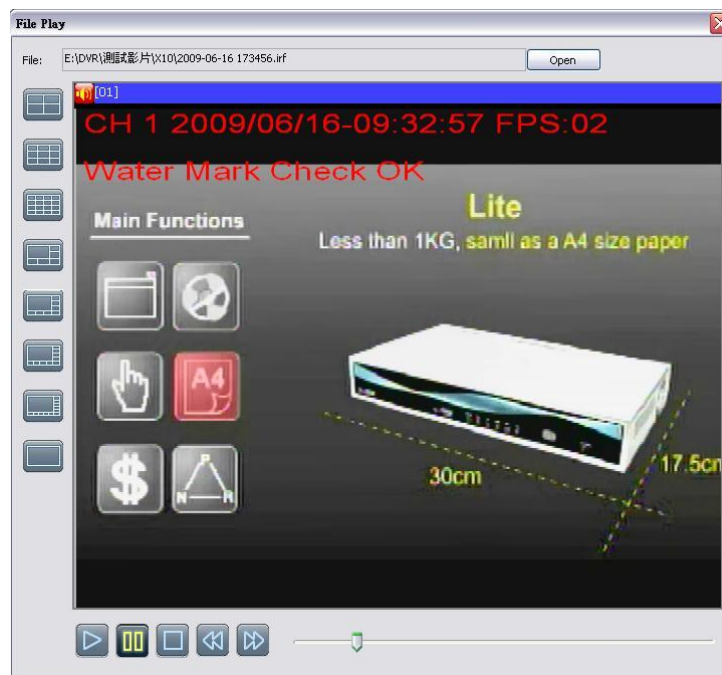 File Play
File: E:\DVR\測試影片\X10\2009-06-16 173456.irf Open
[01]
CH 1 2009/06/16-09:32:57 FPS:02
Water Mark Check OK
Lite
Main Functions
Less than 1KG, samll as a A4 size paper
A4
$
P
N R
30cm
17.5cm